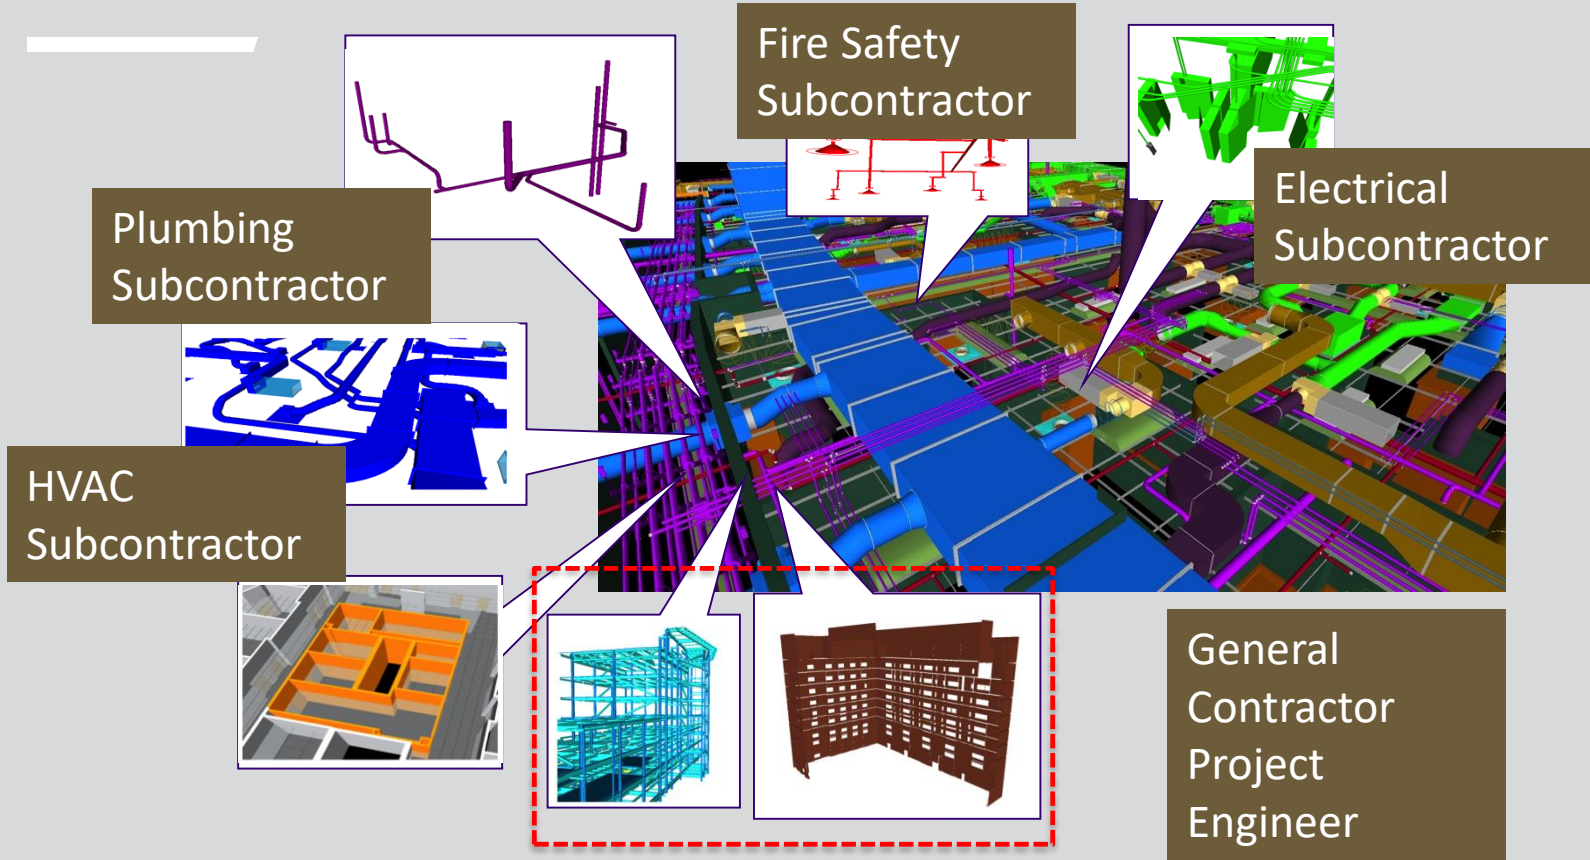 Fire Safety
Subcontractor
Electrical
Subcontractor
Plumbing
Subcontractor
HVAC
Subcontractor
General
Contractor
Project
Engineer